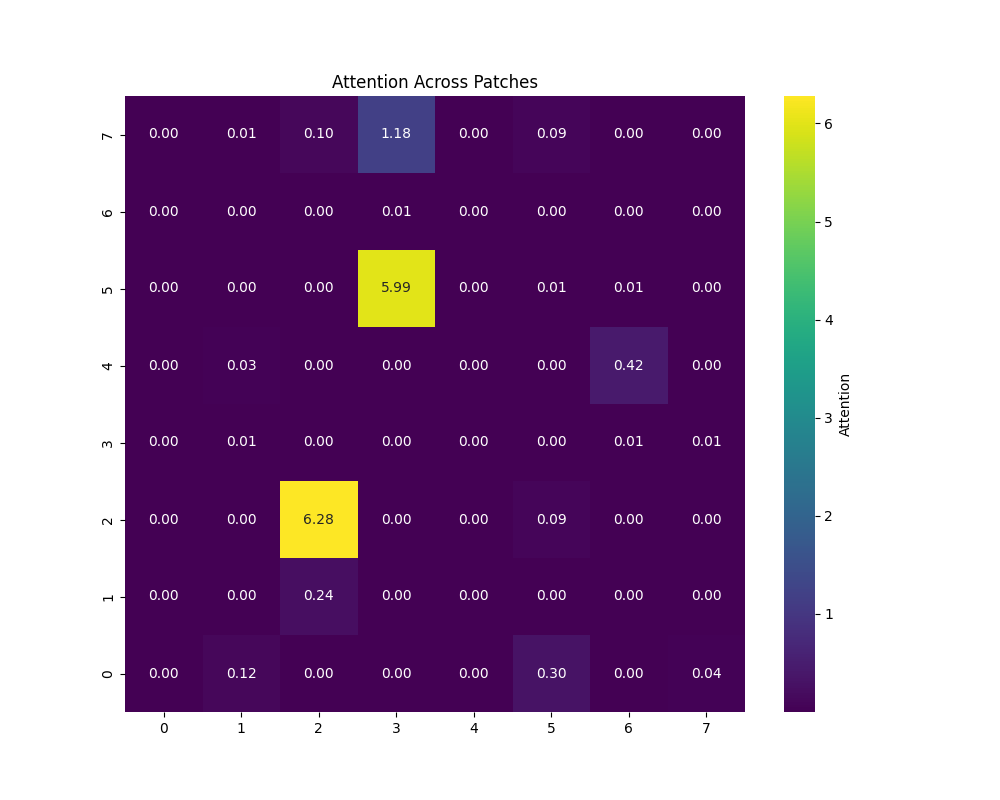 Attention Across Patches
7 0.00 0.01 0.10 1.18 0.00 0.09 0.00 0.00
6 0.00 0.00 0.00 0.01 0.00 0.00 0.00 0.00
5 0.00 0.00 0.00 5.99 0.00 0.01 0.01 0.00
4 0.00 0.03 0.00 0.00 0.00 0.00 0.42 0.00
3 0.00 0.01 0.00 0.00 0.00 0.00 0.01 0.01
2 0.00 0.00 6.28 0.00 0.00 0.09 0.00 0.00
1 0.00 0.00 0.24 0.00 0.00 0.00 0.00 0.00
0 0.00 0.12 0.00 0.00 0.00 0.30 0.00 0.04
0 1 2 3 4 5 6 7
6
5
4
3
2
1
Attention